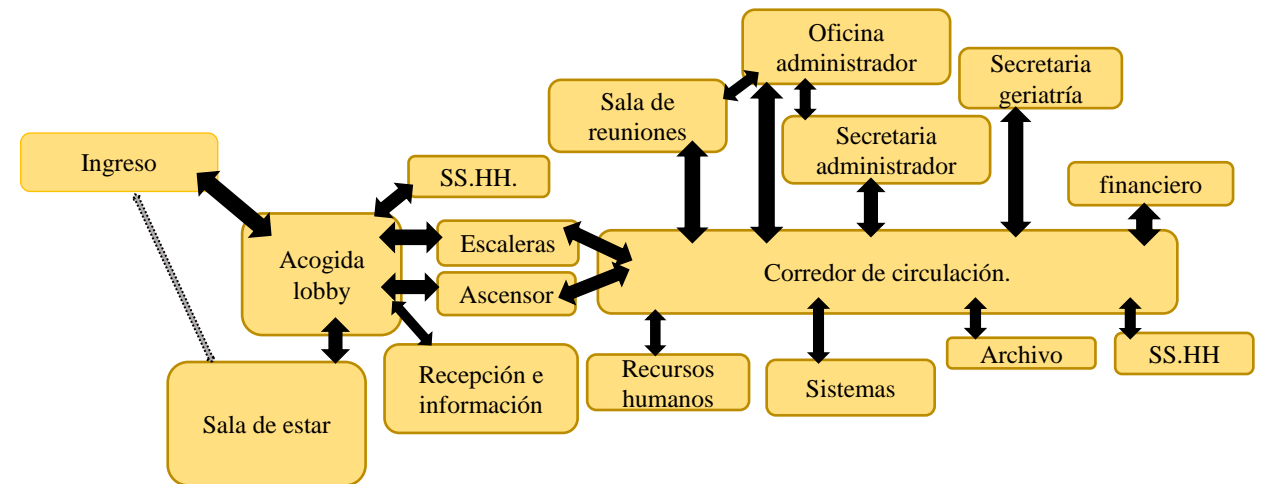 Oficina
administrador
Secretaria
geriatría
Sala de
reuniones
Secretaria
administrador
Ingreso
SS.HH.
financiero
Escaleras
Acogida
lobby
Corredor de circulación.
Ascensor
Recepción e
información
Recursos
humanos
Sistemas
Archivo
SS.HH
Sala de estar